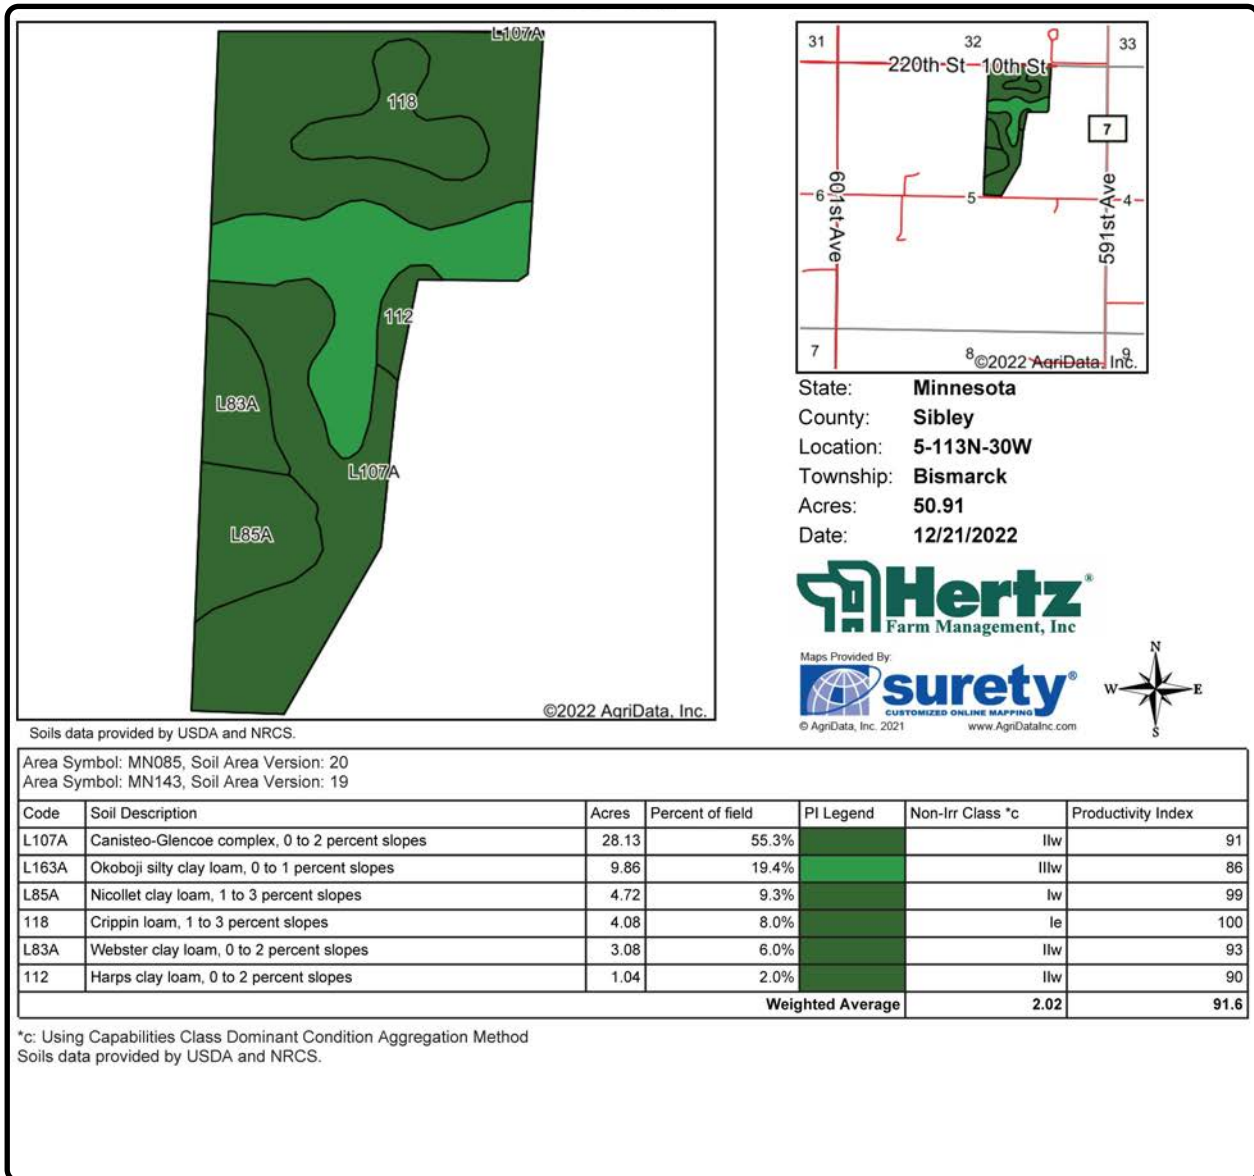 L107A
118
112
L83A
L107A
L85A
©2022 AgriData, Inc.
31
32
33
220th St
10th St
7
601st Ave
591st Ave
6
5
4
7
8
9
©2022 AgriData, Inc.
State: Minnesota
County: Sibley
Location: 5-113N-30W
Township: Bismarck
Acres: 50.91
Date: 12/21/2022
Hertz®
Farm Management, Inc
Maps Provided By:
surety®
CUSTOMIZED ONLINE MAPPING
© AgriData, Inc. 2021 www.AgriDataInc.com
N
W E
S
Soils data provided by USDA and NRCS.
Area Symbol: MN085, Soil Area Version: 20
Area Symbol: MN143, Soil Area Version: 19
Code Soil Description Acres Percent of field PI Legend Non-Irr Class *c Productivity Index
L107A Canisteo-Glencoe complex, 0 to 2 percent slopes 28.13 55.3% IIw 91
L163A Okoboji silty clay loam, 0 to 1 percent slopes 9.86 19.4% IIIw 86
L85A Nicollet clay loam, 1 to 3 percent slopes 4.72 9.3% Iw 99
118 Crippin loam, 1 to 3 percent slopes 4.08 8.0% Ie 100
L83A Webster clay loam, 0 to 2 percent slopes 3.08 6.0% IIw 93
112 Harps clay loam, 0 to 2 percent slopes 1.04 2.0% IIw 90
Weighted Average 2.02 91.6
*c: Using Capabilities Class Dominant Condition Aggregation Method
Soils data provided by USDA and NRCS.